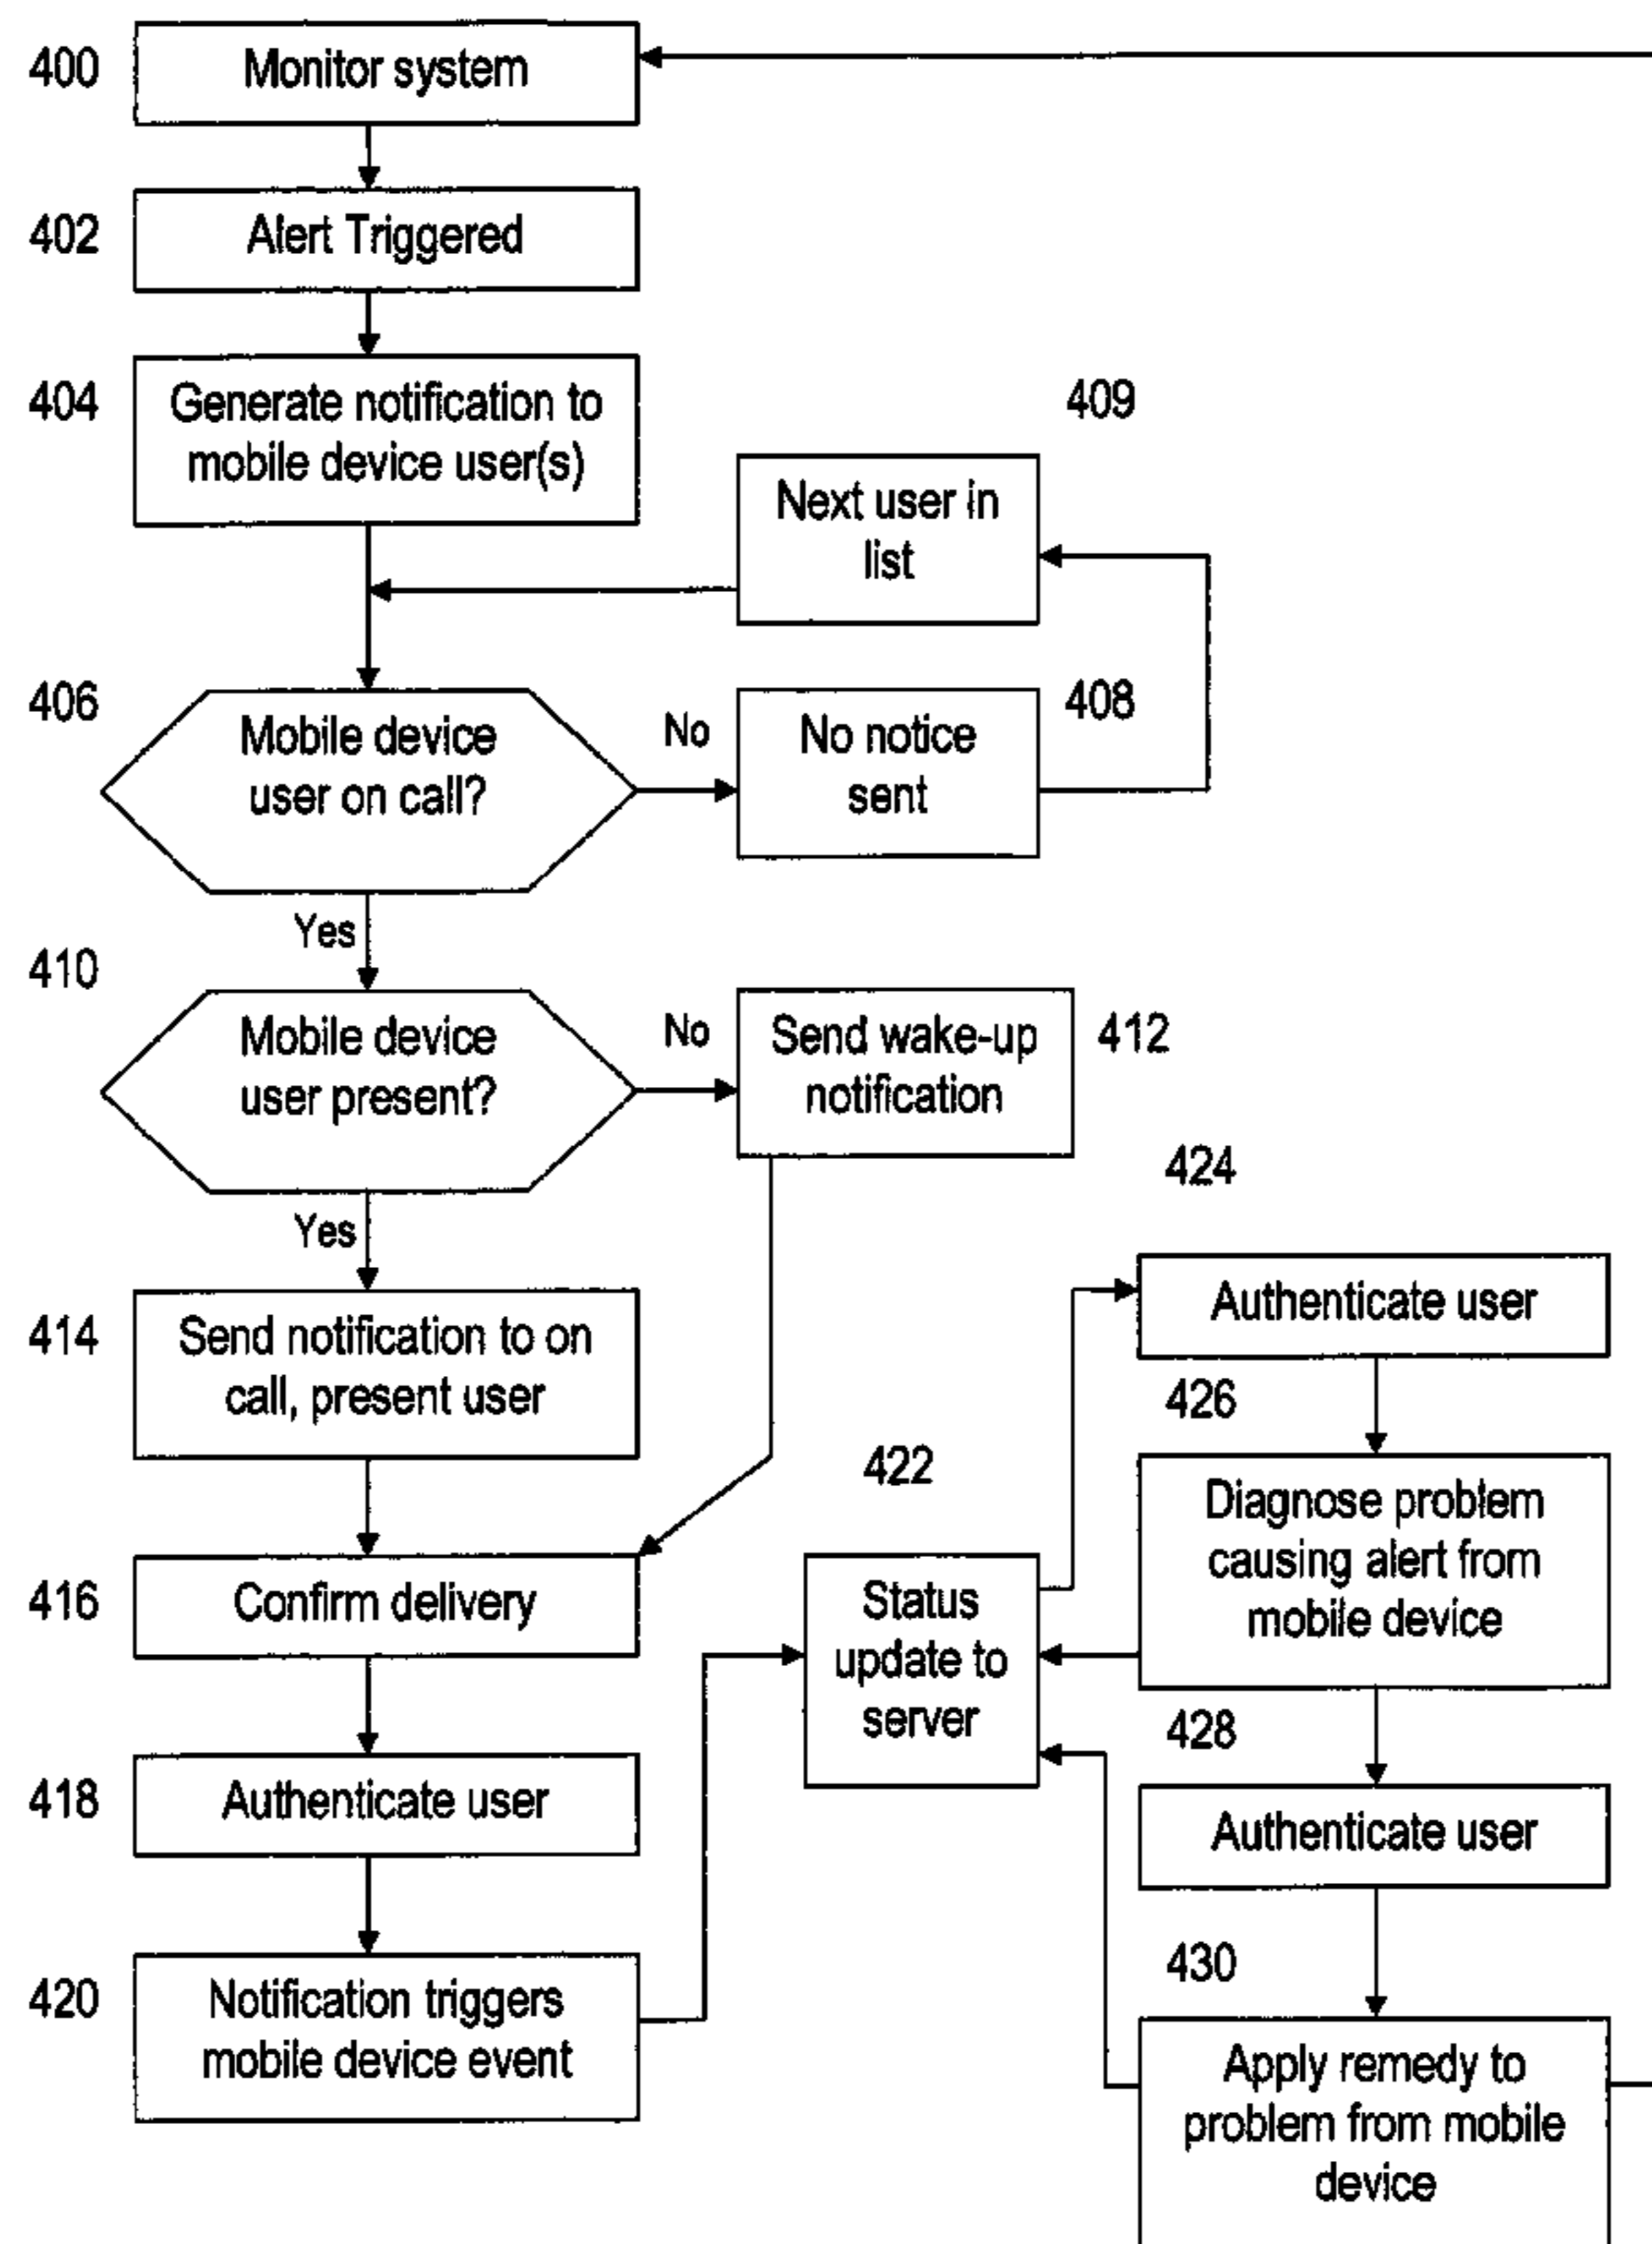 400
Monitor system
402
Alert Triggered
404
Generate notification to
mobile device user(s)
409
Next user in
list
406
Mobile device
user on call?
No
408
No notice
sent
Yes
410
Mobile device
user present?
No
Send wake-up
notification
412
Yes
414
Send notification to on
call, present user
416
Confirm delivery
418
Authenticate user
420
Notification triggers
mobile device event
422
Status
update to
server
424
Authenticate user
426
Diagnose problem
causing alert from
mobile device
428
Authenticate user
430
Apply remedy to
problem from mobile
device